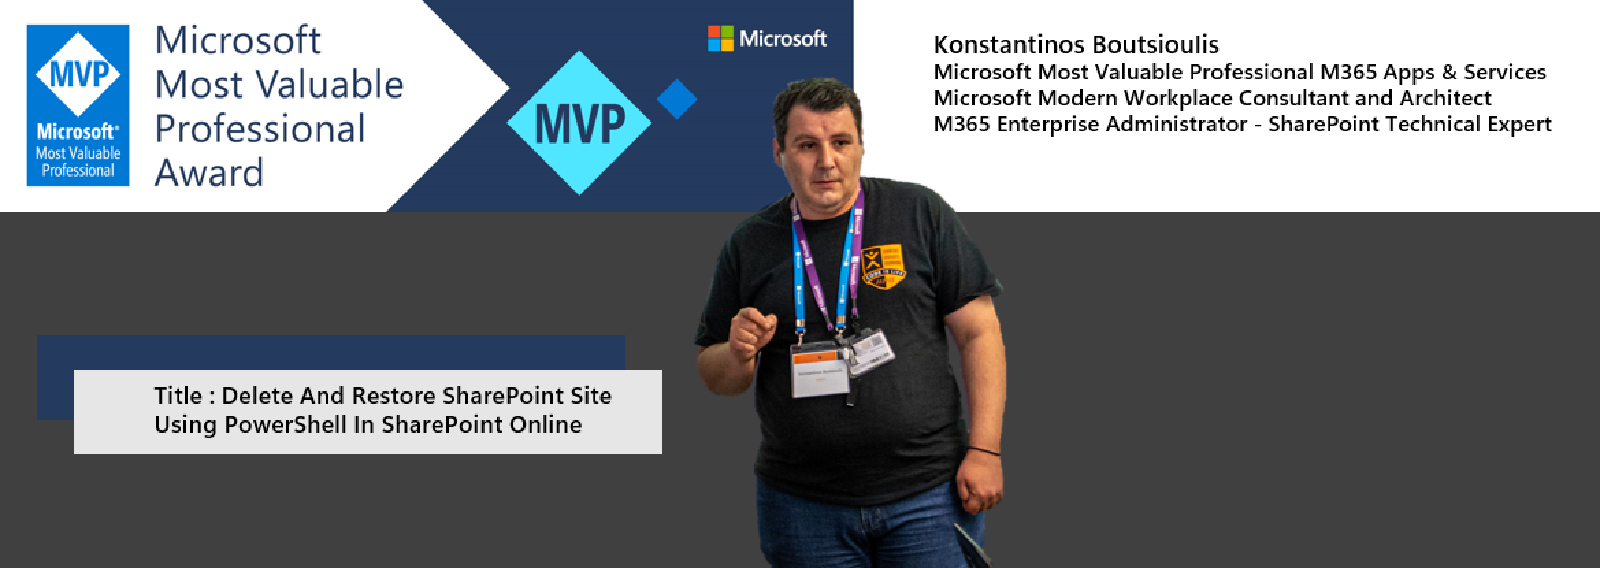 MVP
Microsoft®
Most Valuable
Professional
Microsoft
Most Valuable
Professional
Award
MVP
Microsoft
Konstantinos Boutsioulis
Microsoft Most Valuable Professional M365 Apps & Services
Microsoft Modern Workplace Consultant and Architect
M365 Enterprise Administrator - SharePoint Technical Expert
Title : Delete And Restore SharePoint Site
Using PowerShell In SharePoint Online